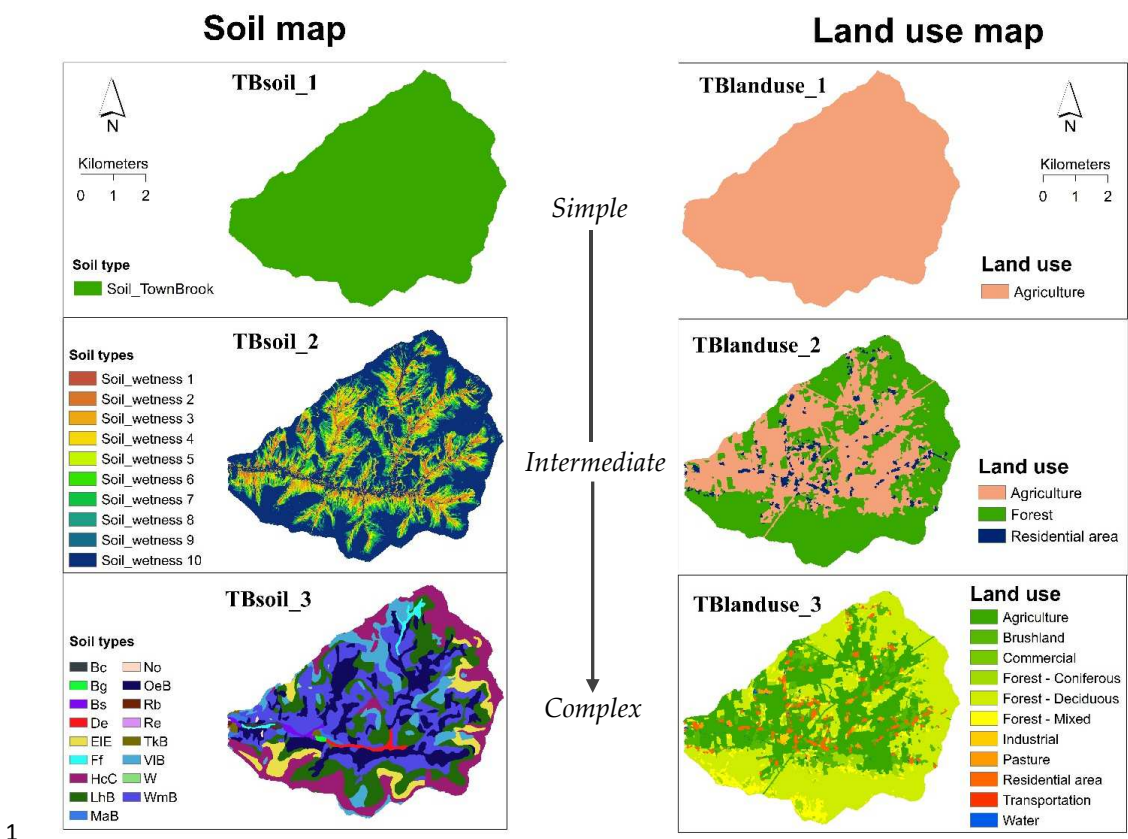 Soil map
Land use map
TBsoil_1
N
Kilometers
0 1 2
Soil type
Soil_TownBrook
TBlanduse_1
N
Kilometers
0 1 2
Land use
Agriculture
Simple
TBsoil_2
Soil types
Soil_wetness 1
Soil_wetness 2
Soil_wetness 3
Soil_wetness 4
Soil_wetness 5
Soil_wetness 6
Soil_wetness 7
Soil_wetness 8
Soil_wetness 9
Soil_wetness 10
Intermediate
TBlanduse_2
Land use
Agriculture
Forest
Residential area
TBsoil_3
Soil types
Bc No
Bg OeB
Bs Rb
De Re
ElE TkB
Ff VlB
HcC W
LhB WmB
MaB
Complex
TBlanduse_3
Land use
Agriculture
Brushland
Commercial
Forest - Coniferous
Forest - Deciduous
Forest - Mixed
Industrial
Pasture
Residential area
Transportation
Water
1